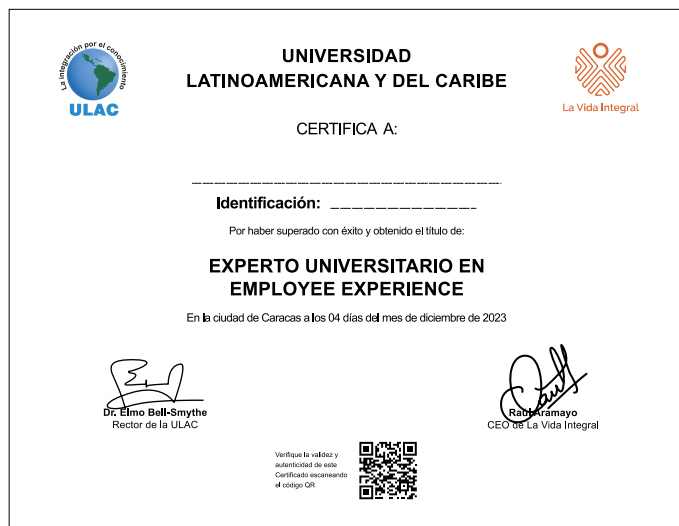 La integración por el conocimiento
ULAC
UNIVERSIDAD
LATINOAMERICANA Y DEL CARIBE
La Vida Integral
CERTIFICA A:
Identificación:
Por haber superado con éxito y obtenido el título de:
EXPERTO UNIVERSITARIO EN
EMPLOYEE EXPERIENCE
En la ciudad de Caracas a los 04 días del mes de diciembre de 2023
Dr. Elmo Bell-Smythe
Rector de la ULAC
Raúl Aramayo
CEO de La Vida Integral
Verifique la validez y
autenticidad de este
Certificado escaneando
el código QR